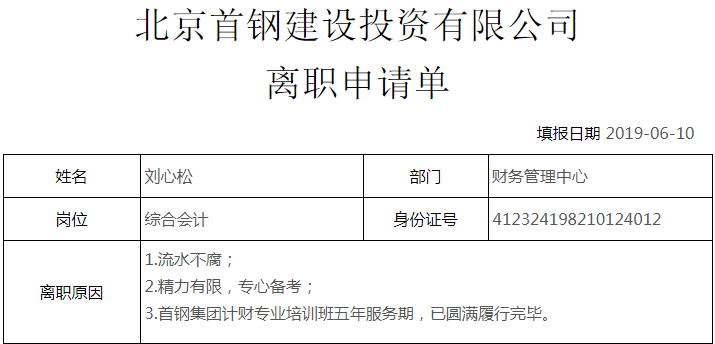 北京首钢建设投资有限公司
离职申请单
填报日期 2019-06-10
姓名 刘心松 部门 财务管理中心
岗位 综合会计 身份证号 412324198210124012
离职原因
1.流水不腐；
2.精力有限，专心备考；
3.首钢集团计财专业培训班五年服务期，已圆满履行完毕。